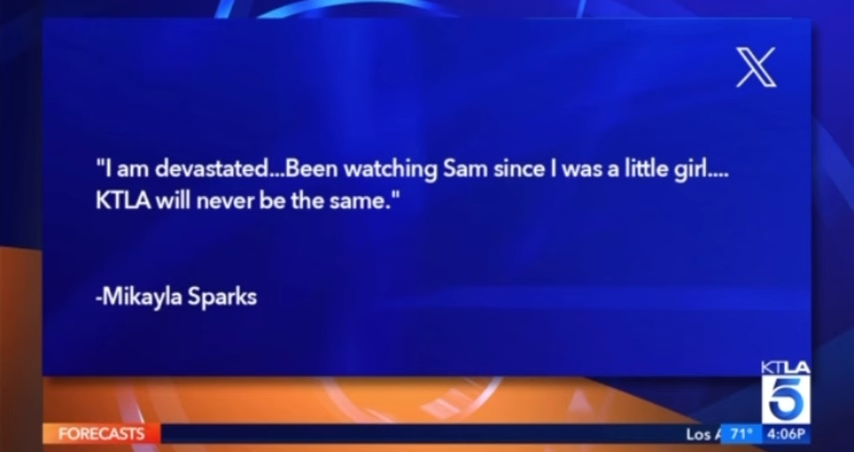 "I am devastated...Been watching Sam since I was a little girl....
KTLA will never be the same."
-Mikayla Sparks
KTLA
5
FORECASTS
Los 71° 4:06P